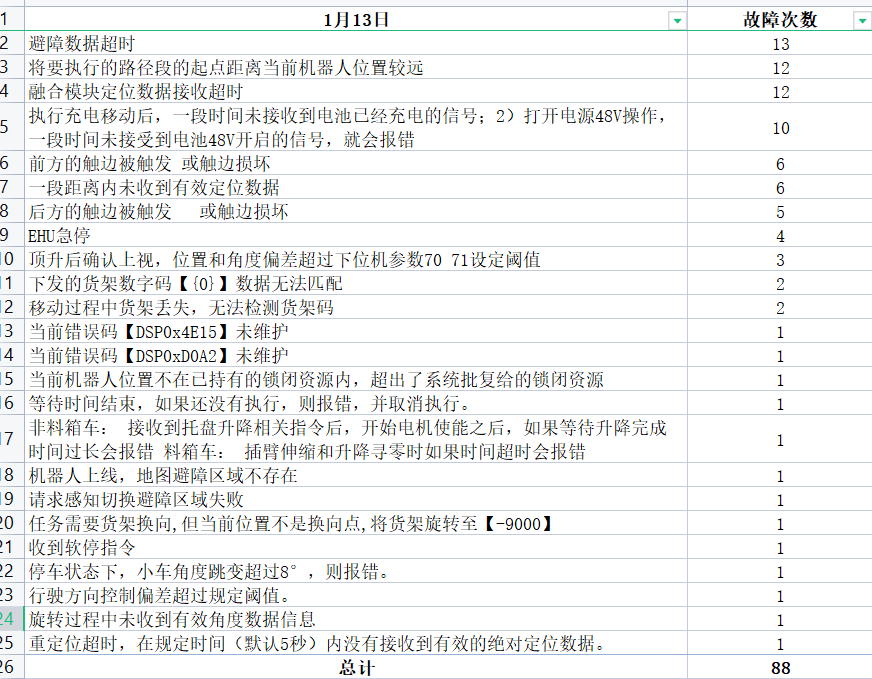 1 1月13日 故障次数
2 避障数据超时 13
3 将要执行的路径段的起点距离当前机器人位置较远 12
4 融合模块定位数据接收超时 12
5 执行充电移动后，一段时间未接收到电池已经充电的信号；2）打开电源48V操作，
一段时间未接受到电池48V开启的信号，就会报错 10
6 前方的触边被触发 或触边损坏 6
7 一段距离内未收到有效定位数据 6
8 后方的触边被触发 或触边损坏 5
9 EHU急停 4
10 顶升后确认上视，位置和角度偏差超过下位机参数70 71设定阈值 3
11 下发的货架数字码【{0}】数据无法匹配 2
12 移动过程中货架丢失，无法检测货架码 2
13 当前错误码【DSP0x4E15】未维护 1
14 当前错误码【DSP0xD0A2】未维护 1
15 当前机器人位置不在已持有的锁闭资源内，超出了系统批复给的锁闭资源 1
16 等待时间结束，如果还没有执行，则报错，并取消执行。 1
17 非料箱车： 接收到托盘升降相关指令后，开始电机使能之后，如果等待升降完成
时间过长会报错 料箱车： 插臂伸缩和升降寻零时如果时间超时会报错 1
18 机器人上线，地图避障区域不存在 1
19 请求感知切换避障区域失败 1
20 任务需要货架换向,但当前位置不是换向点,将货架旋转至【-9000】 1
21 收到软停指令 1
22 停车状态下，小车角度跳变超过8°，则报错。 1
23 行驶方向控制偏差超过规定阈值。 1
24 旋转过程中未收到有效角度数据信息 1
25 重定位超时，在规定时间（默认5秒）内没有接收到有效的绝对定位数据。 1
26 总计 88